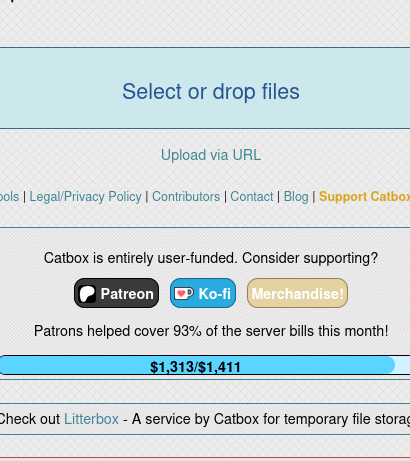 Select or drop files
Upload via URL
ools | Legal/Privacy Policy | Contributors | Contact | Blog | Support Catbox
Catbox is entirely user-funded. Consider supporting?
Patreon Ko-fi Merchandise!
Patrons helped cover 93% of the server bills this month!
$1,313/$1,411
Check out Litterbox - A service by Catbox for temporary file storag